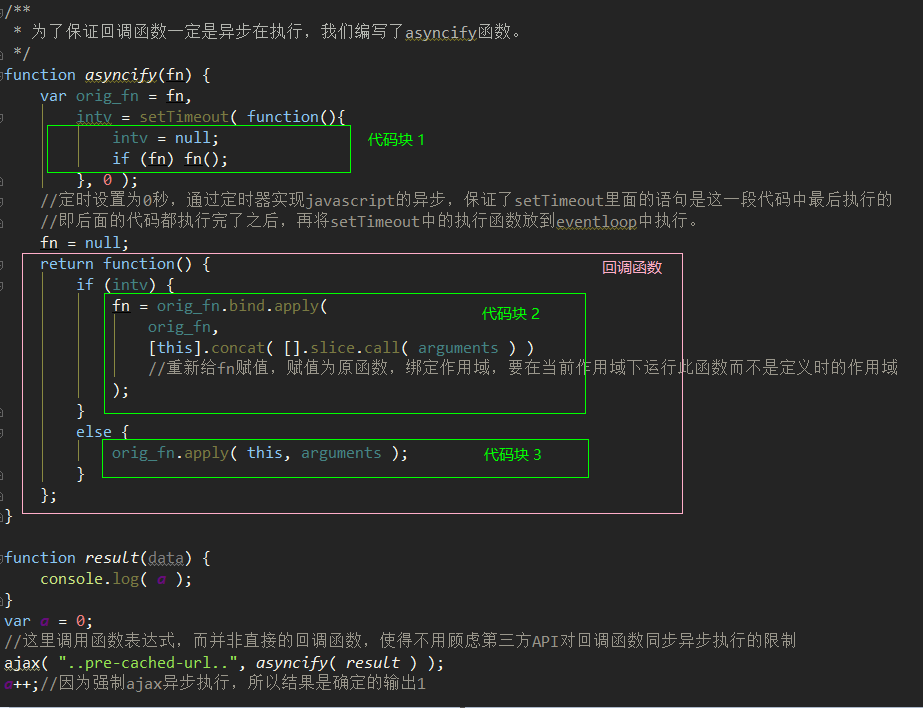 /**
 * 为了保证回调函数一定是异步在执行，我们编写了asyncify函数。
 */
function asyncify(fn) {
    var orig_fn = fn,
        intv = setTimeout( function(){
            intv = null;
            if (fn) fn();
代码块 1
        }, 0 );
    //定时设置为0秒，通过定时器实现javascript的异步，保证了setTimeout里面的语句是这一段代码中最后执行的
    //即后面的代码都执行完了之后，再将setTimeout中的执行函数放到eventloop中执行。
    fn = null;
    return function() {
回调函数
        if (intv) {
            fn = orig_fn.bind.apply(
代码块 2
                orig_fn,
                [this].concat( [].slice.call( arguments ) )
                //重新给fn赋值，赋值为原函数，绑定作用域，要在当前作用域下运行此函数而不是定义时的作用域
            );
        }
        else {
            orig_fn.apply( this, arguments );
代码块 3
        }
    };
}
function result(data) {
    console.log( a );
}
var a = 0;
//这里调用函数表达式，而并非直接的回调函数，使得不用顾虑第三方API对回调函数同步异步执行的限制
ajax( "..pre-cached-url..", asyncify( result ) );
a++;//因为强制ajax异步执行，所以结果是确定的输出1